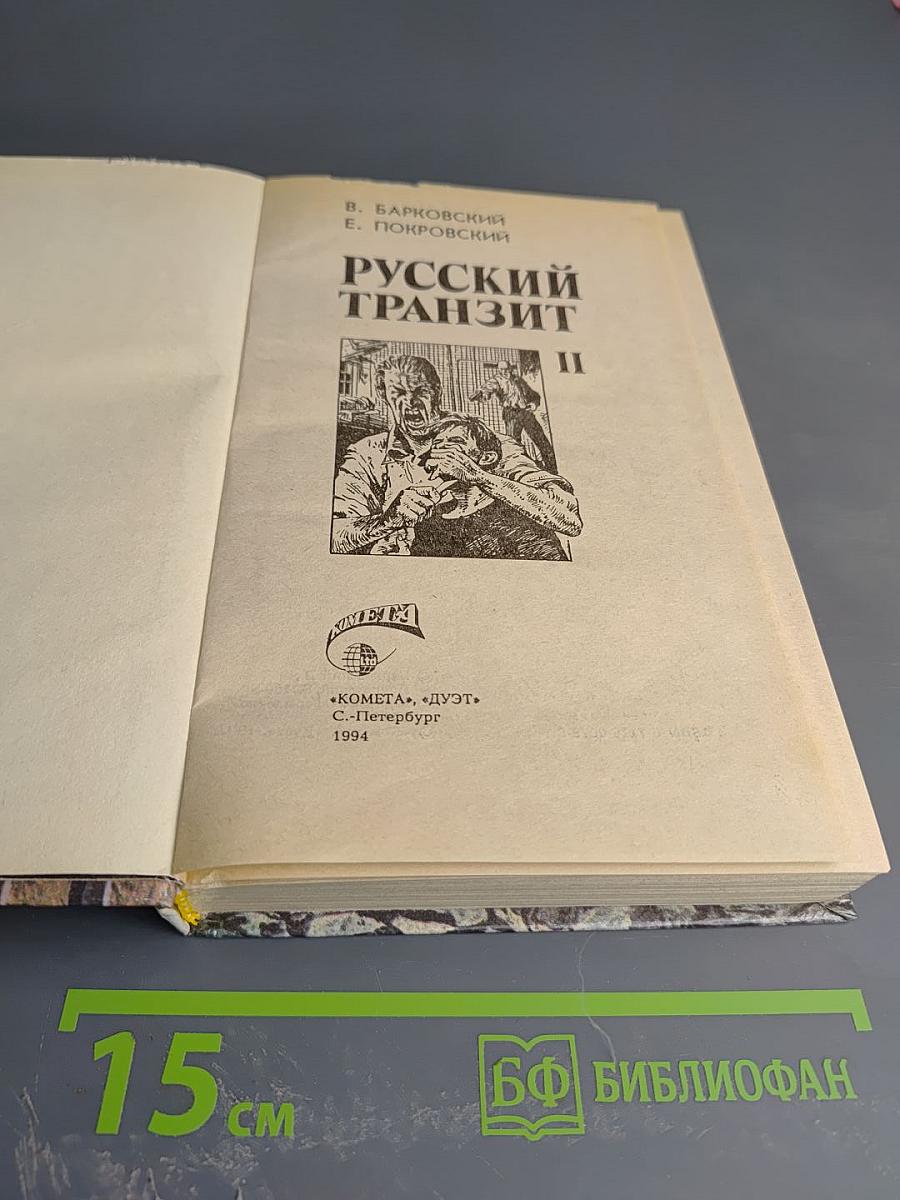 В. БАРКОВСКИЙ
Е. ПОКРОВСКИЙ
РУССКИЙ
ТРАНЗИТ
II
КОМЕТА
«КОМЕТА», «ДУЭТ»
С.-Петербург
1994
15 см
БФ БИБЛИОФАН